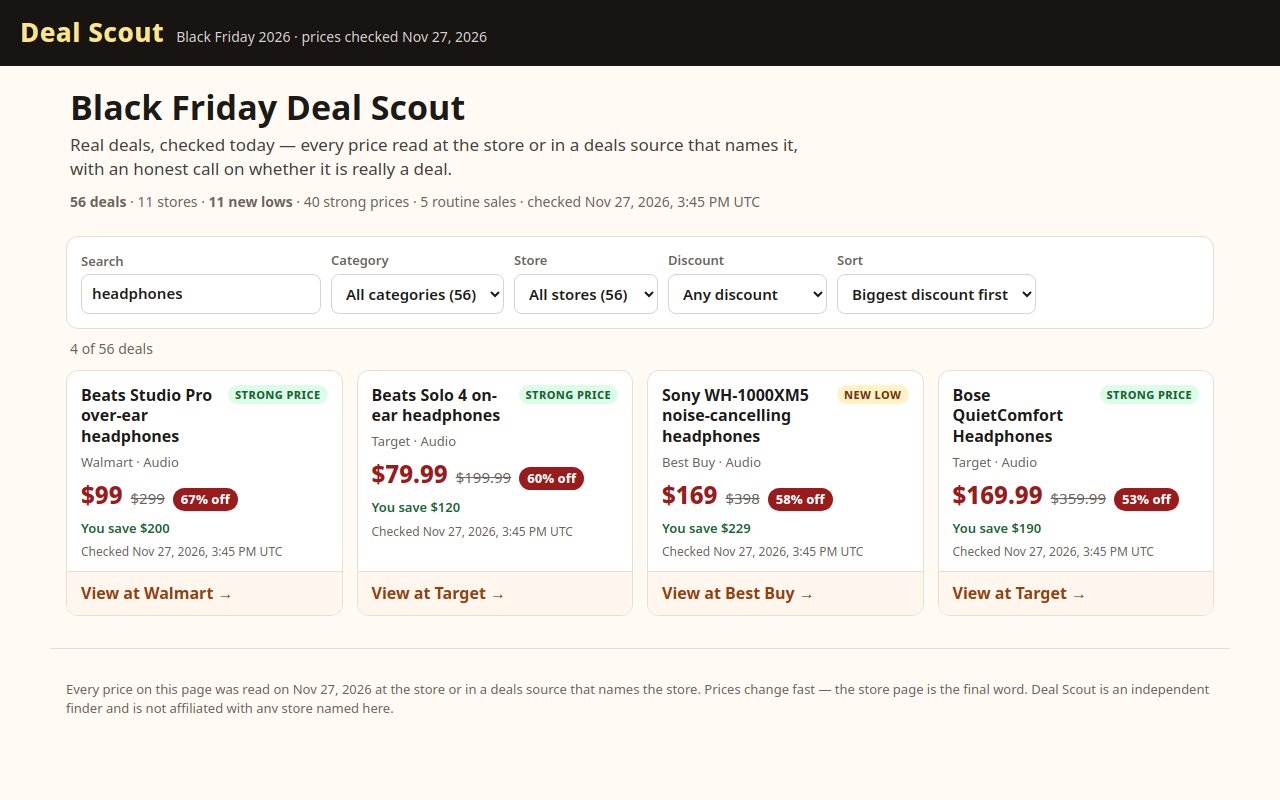 Deal Scout Black Friday 2026 · prices checked Nov 27, 2026
Black Friday Deal Scout
Real deals, checked today — every price read at the store or in a deals source that names it,
with an honest call on whether it is really a deal.
56 deals · 11 stores · 11 new lows · 40 strong prices · 5 routine sales · checked Nov 27, 2026, 3:45 PM UTC
Search
headphones
Category
All categories (56)
Store
All stores (56)
Discount
Any discount
Sort
Biggest discount first
4 of 56 deals
Beats Studio Pro
over-ear
headphones
STRONG PRICE
Walmart · Audio
$99 $299 67% off
You save $200
Checked Nov 27, 2026, 3:45 PM UTC
View at Walmart →
Beats Solo 4 on-
ear headphones
STRONG PRICE
Target · Audio
$79.99 $199.99 60% off
You save $120
Checked Nov 27, 2026, 3:45 PM UTC
View at Target →
Sony WH-1000XM5
noise-cancelling
headphones
NEW LOW
Best Buy · Audio
$169 $398 58% off
You save $229
Checked Nov 27, 2026, 3:45 PM UTC
View at Best Buy →
Bose
QuietComfort
Headphones
STRONG PRICE
Target · Audio
$169.99 $359.99 53% off
You save $190
Checked Nov 27, 2026, 3:45 PM UTC
View at Target →
Every price on this page was read on Nov 27, 2026 at the store or in a deals source that names the store. Prices change fast — the store page is the final word. Deal Scout is an independent
finder and is not affiliated with any store named here.